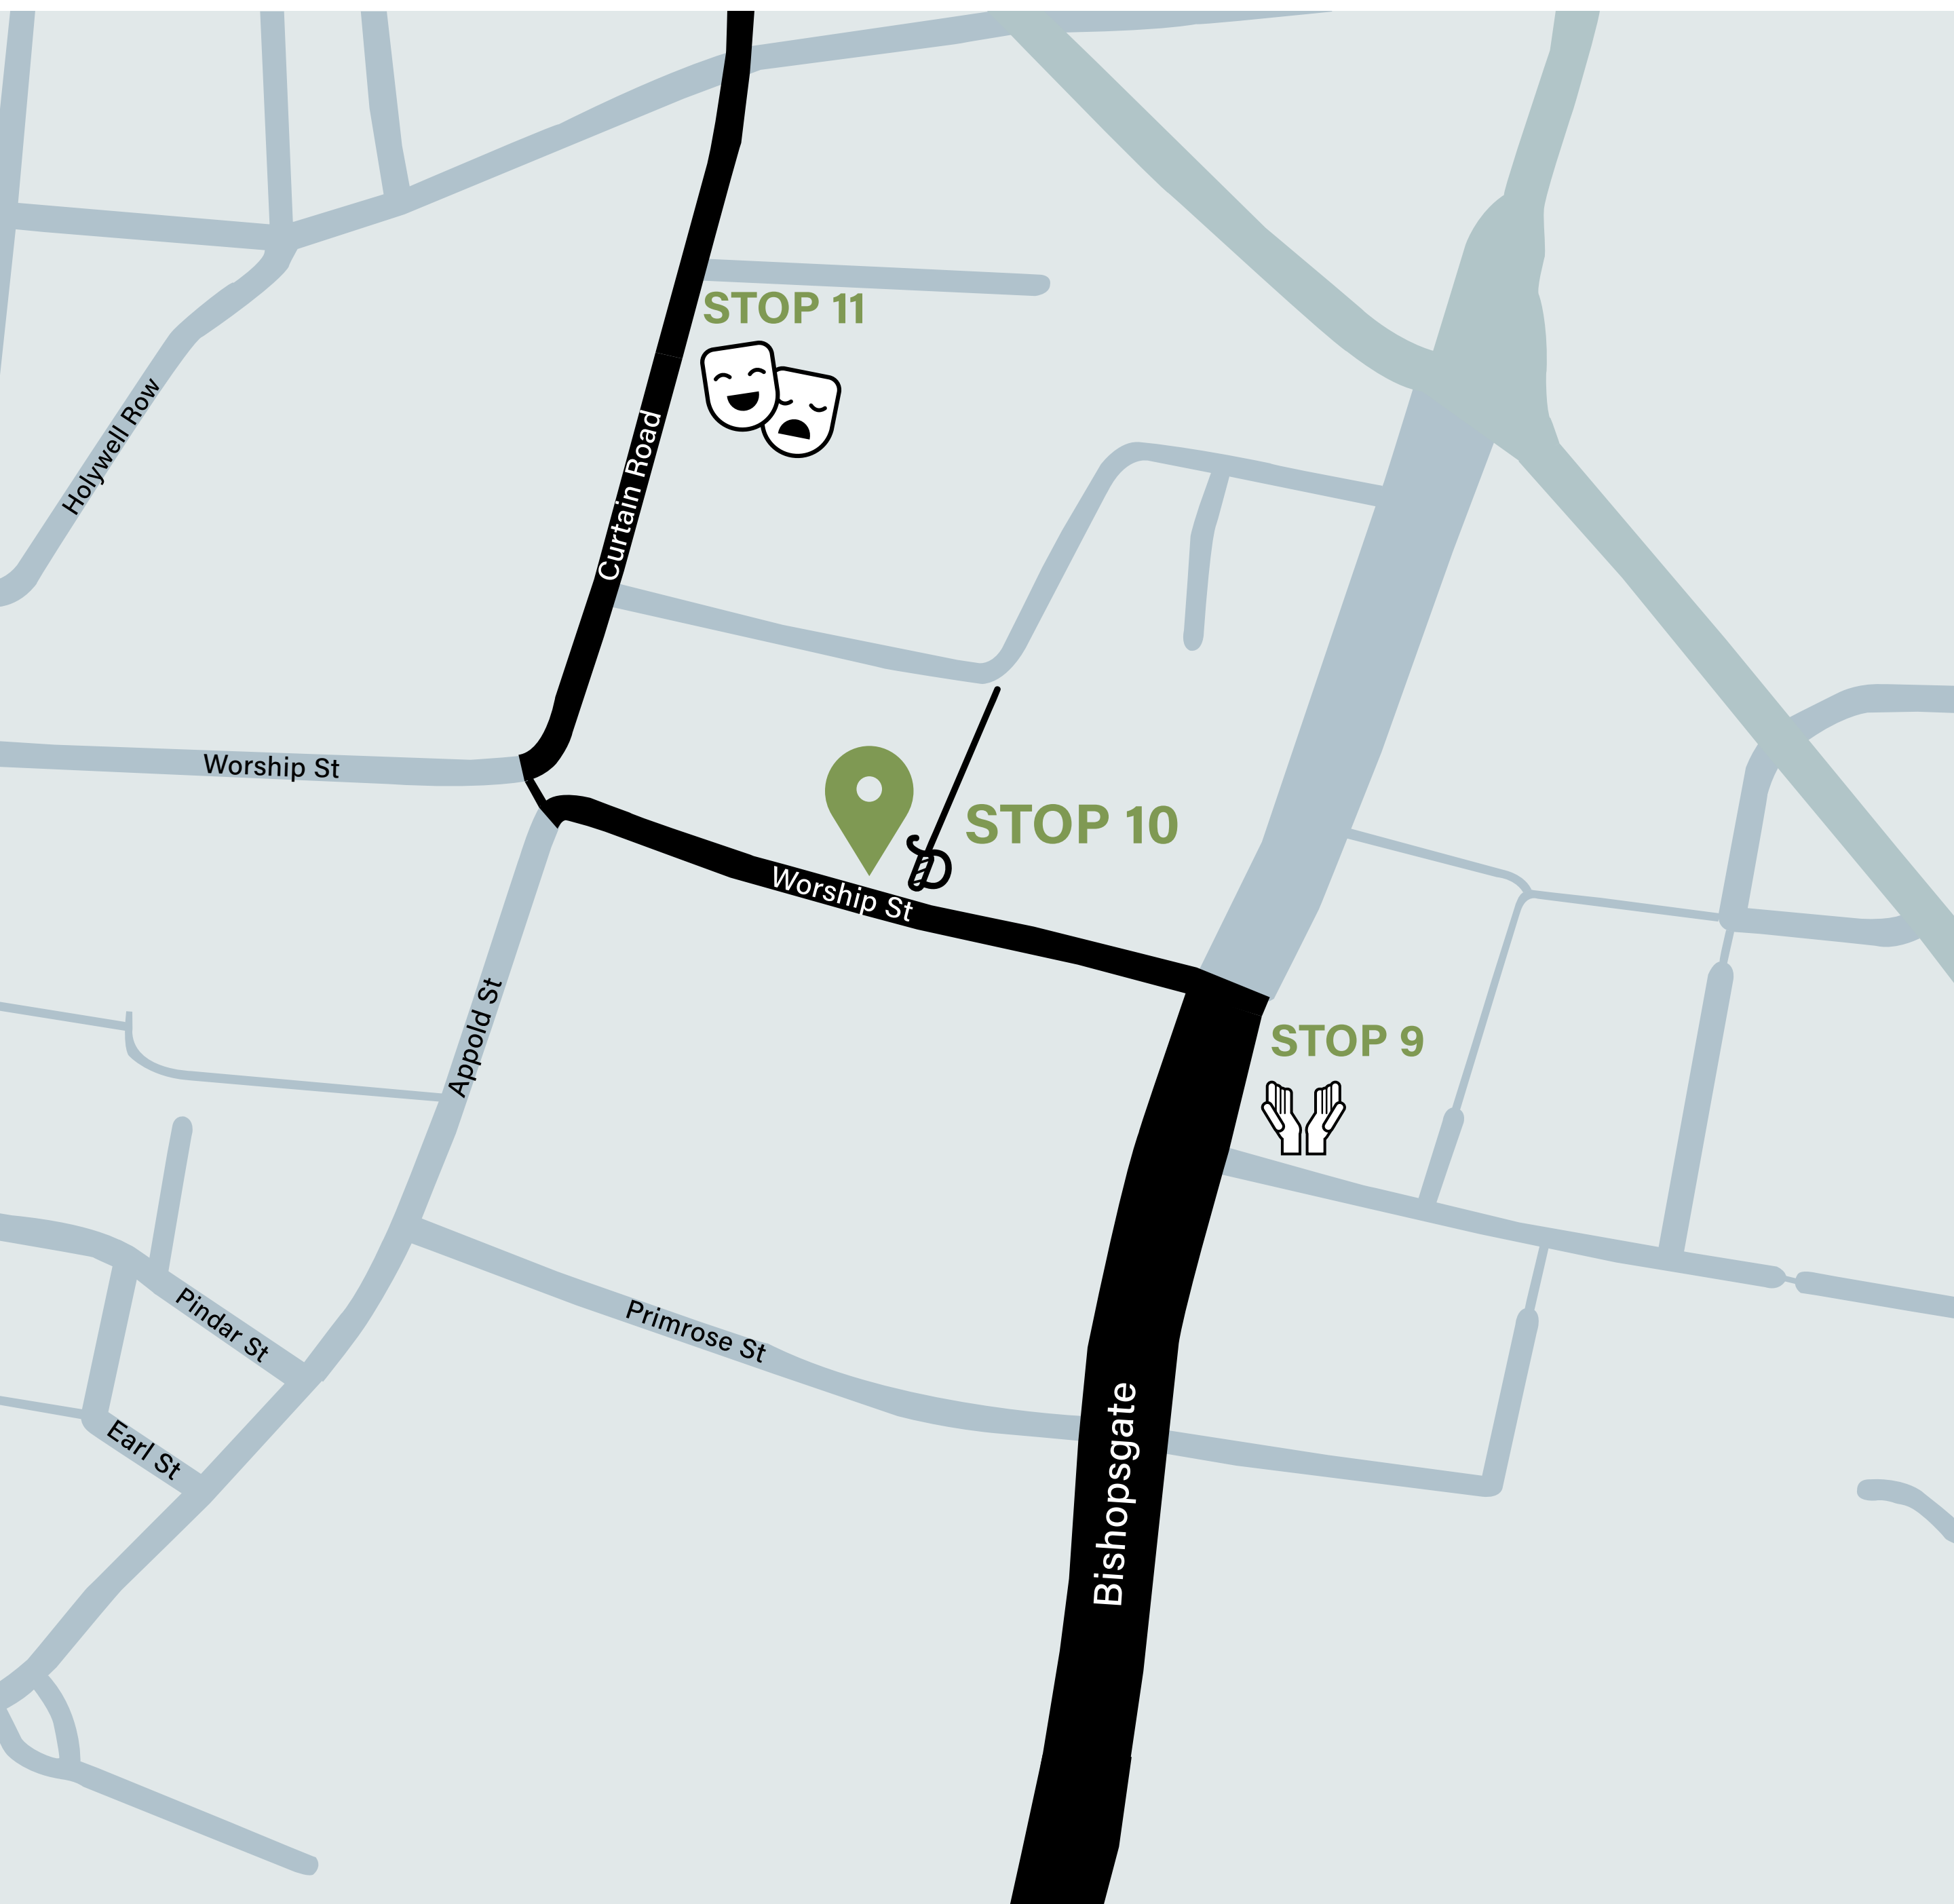 STOP 11
Holywell Row
Curtain Road
Worship St
STOP 10
Worship St
Appold St
STOP 9
Pindar St
Primrose St
Earl St
Bishopsgate